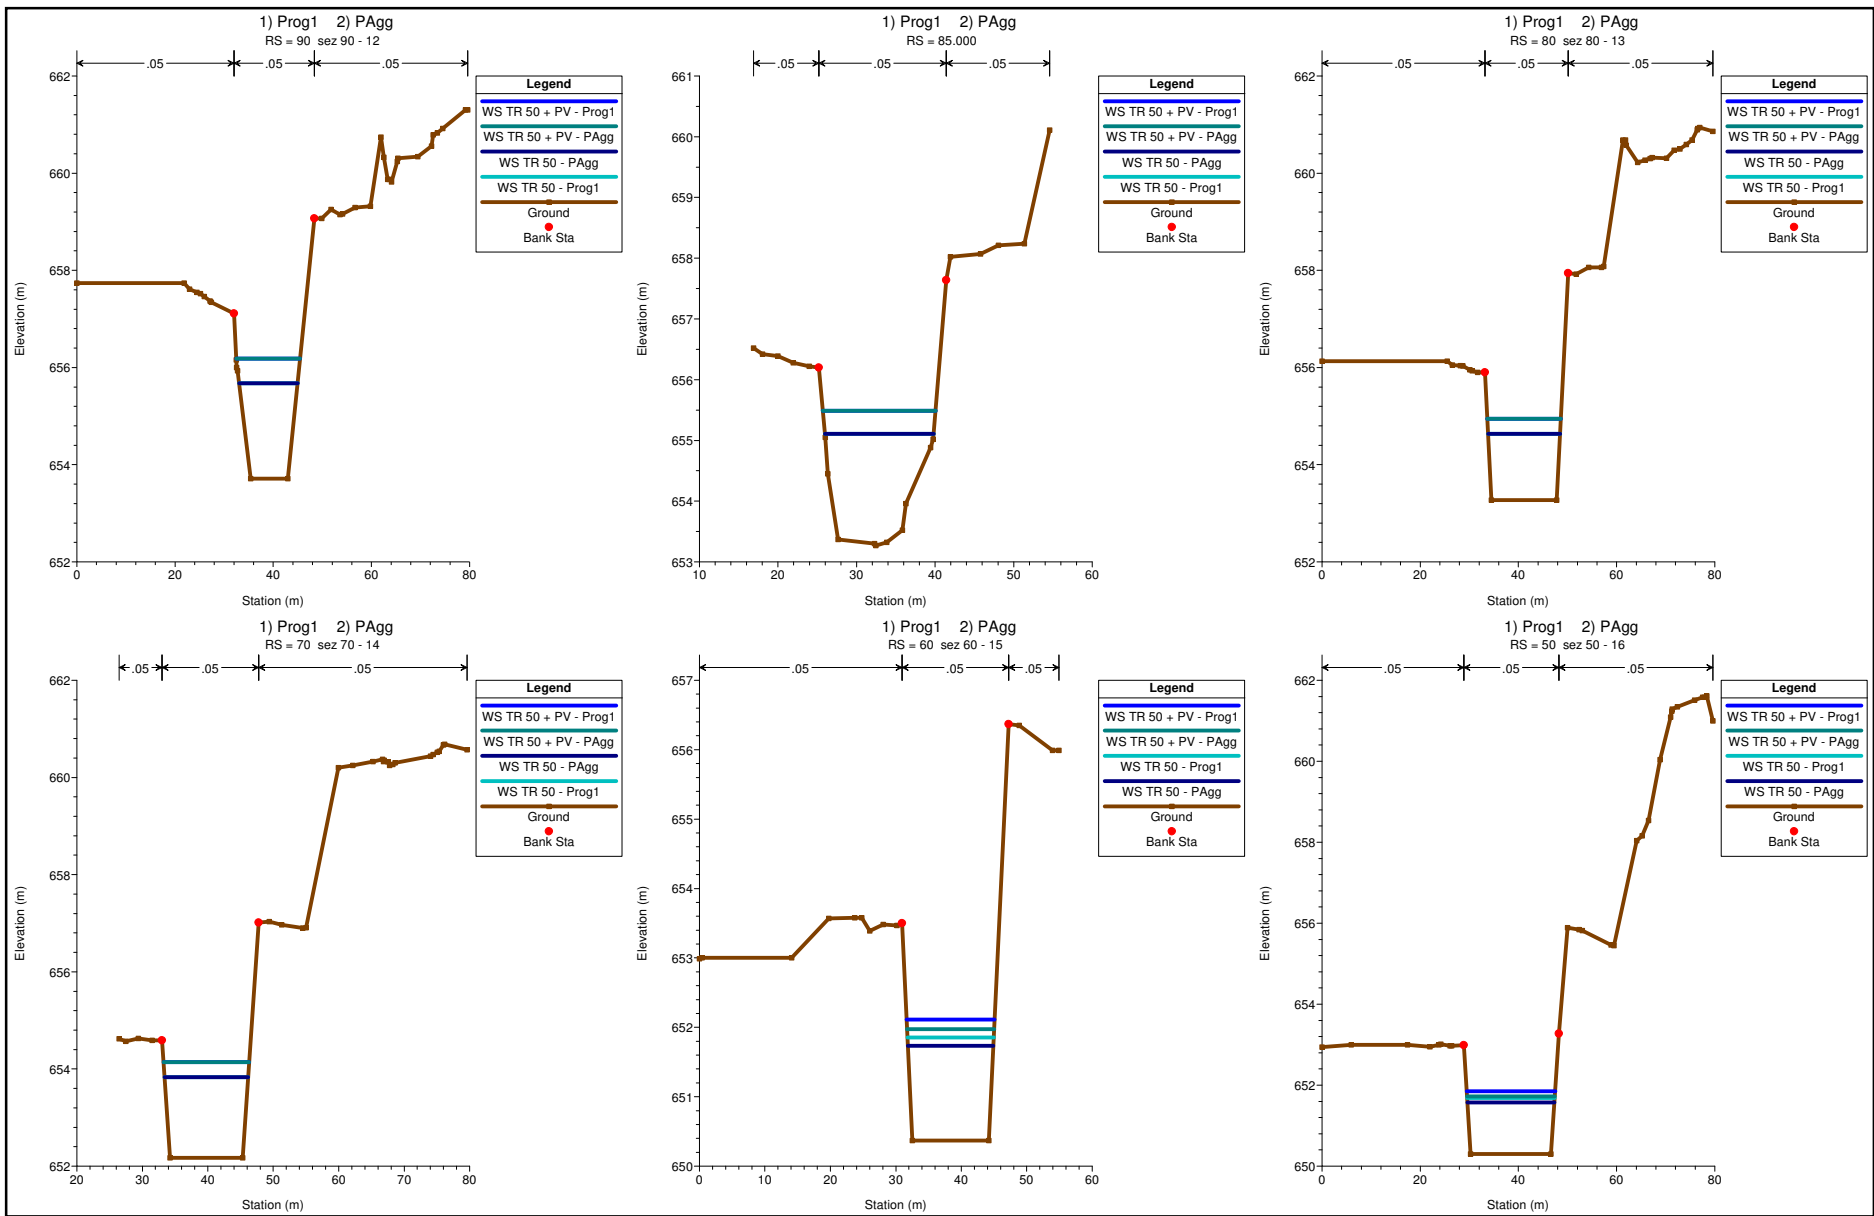 1) Prog1    2) PAgg
RS = 90  sez 90 - 12
.05 .05 .05
662
660
658
656
654
652
0 20 40 60 80
Elevation (m)
Station (m)
Legend
WS TR 50 + PV - Prog1
WS TR 50 + PV - PAgg
WS TR 50 - PAgg
WS TR 50 - Prog1
Ground
Bank Sta
1) Prog1    2) PAgg
RS = 85.000
.05 .05 .05
661
660
659
658
657
656
655
654
653
10 20 30 40 50 60
Elevation (m)
Station (m)
Legend
WS TR 50 + PV - Prog1
WS TR 50 + PV - PAgg
WS TR 50 - PAgg
WS TR 50 - Prog1
Ground
Bank Sta
1) Prog1    2) PAgg
RS = 80  sez 80 - 13
.05 .05 .05
662
660
658
656
654
652
0 20 40 60 80
Elevation (m)
Station (m)
Legend
WS TR 50 + PV - Prog1
WS TR 50 + PV - PAgg
WS TR 50 - PAgg
WS TR 50 - Prog1
Ground
Bank Sta
1) Prog1    2) PAgg
RS = 70  sez 70 - 14
.05 .05 .05
662
660
658
656
654
652
20 30 40 50 60 70 80
Elevation (m)
Station (m)
Legend
WS TR 50 + PV - Prog1
WS TR 50 + PV - PAgg
WS TR 50 - PAgg
WS TR 50 - Prog1
Ground
Bank Sta
1) Prog1    2) PAgg
RS = 60  sez 60 - 15
.05 .05 .05
657
656
655
654
653
652
651
650
0 10 20 30 40 50 60
Elevation (m)
Station (m)
Legend
WS TR 50 + PV - Prog1
WS TR 50 + PV - PAgg
WS TR 50 - Prog1
WS TR 50 - PAgg
Ground
Bank Sta
1) Prog1    2) PAgg
RS = 50  sez 50 - 16
.05 .05 .05
662
660
658
656
654
652
650
0 20 40 60 80
Elevation (m)
Station (m)
Legend
WS TR 50 + PV - Prog1
WS TR 50 + PV - PAgg
WS TR 50 - Prog1
WS TR 50 - PAgg
Ground
Bank Sta